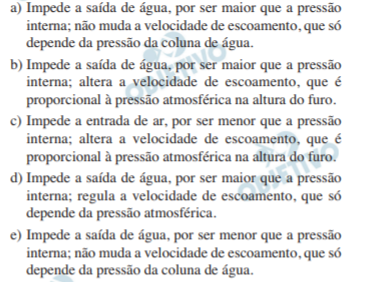 a) Impede a saída de água, por ser maior que a pressão
interna; não muda a velocidade de escoamento, que só
depende da pressão da coluna de água.
b) Impede a saída de água, por ser maior que a pressão
interna; altera a velocidade de escoamento, que é
proporcional à pressão atmosférica na altura do furo.
c) Impede a entrada de ar, por ser menor que a pressão
interna; altera a velocidade de escoamento, que é
proporcional à pressão atmosférica na altura do furo.
d) Impede a saída de água, por ser maior que a pressão
interna; regula a velocidade de escoamento, que só
depende da pressão atmosférica.
e) Impede a saída de água, por ser menor que a pressão
interna; não muda a velocidade de escoamento, que só
depende da pressão da coluna de água.
OBJETIVO
OBJETIVO